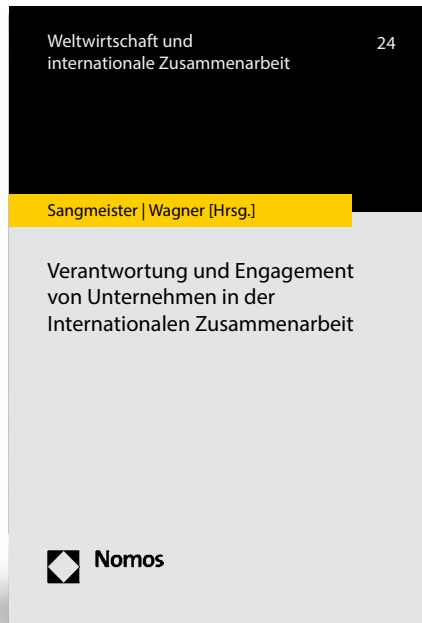 Weltwirtschaft und
internationale Zusammenarbeit
24
Sangmeister | Wagner [Hrsg.]
Verantwortung und Engagement
von Unternehmen in der
Internationalen Zusammenarbeit
Nomos